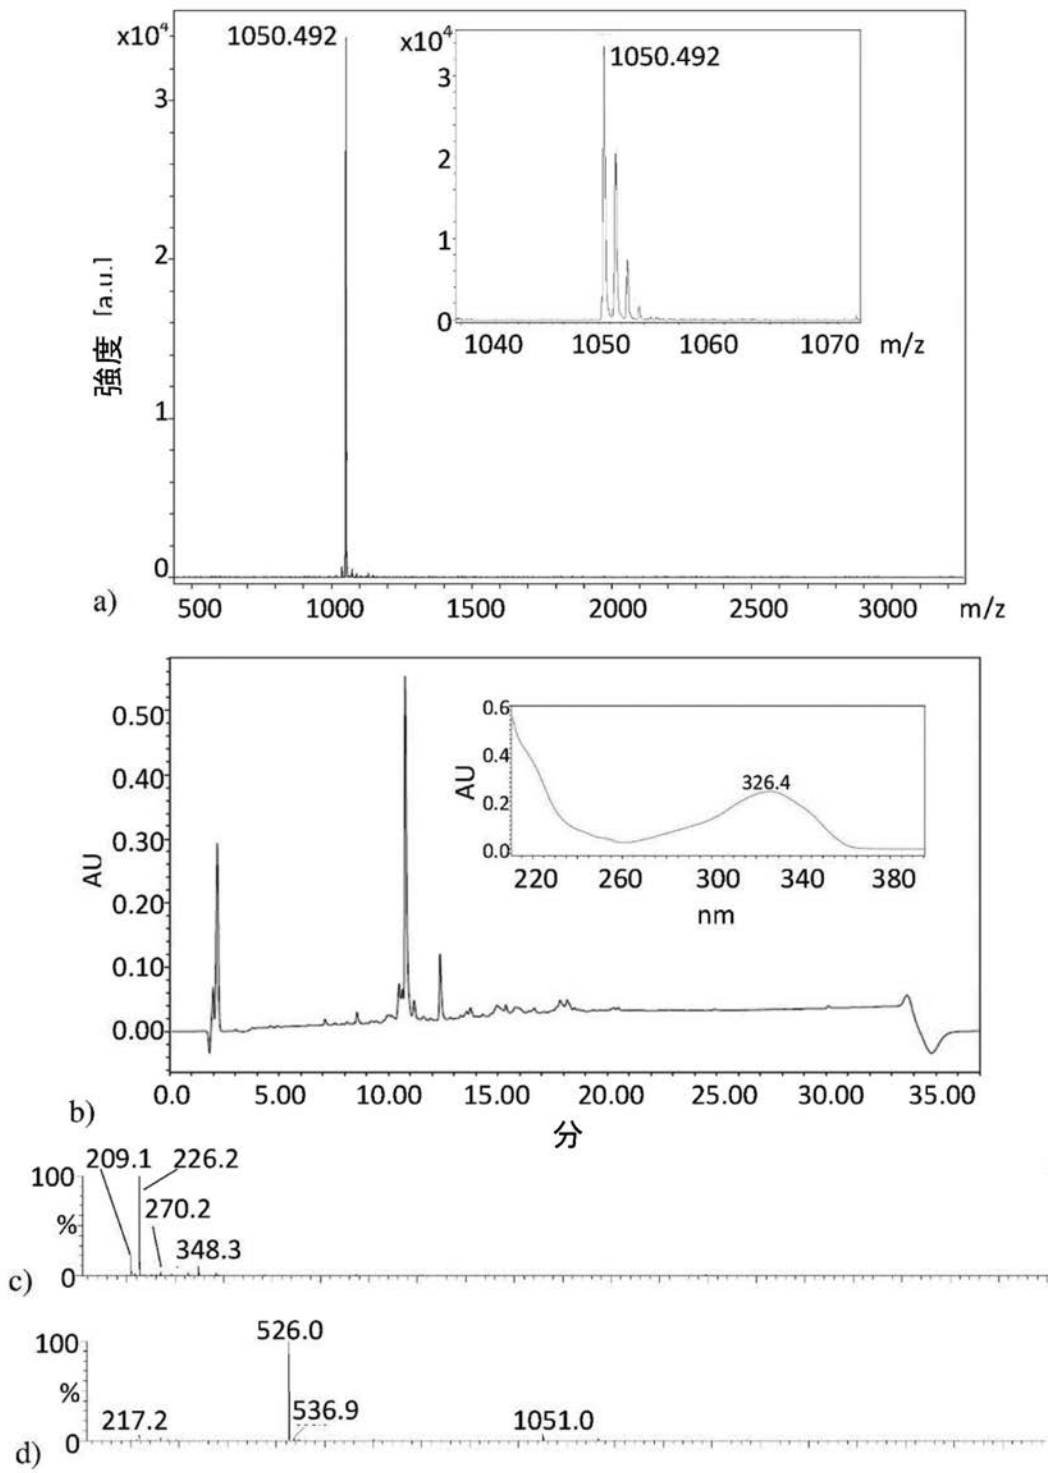 x10⁴
1050.492
3
2
1
0
強度 [a.u.]
x10⁴
1050.492
3
2
1
0
1040 1050 1060 1070 m/z
a) 500 1000 1500 2000 2500 3000 m/z
0.50
0.40
0.30
0.20
0.10
0.00
AU
0.6
0.4
0.2
0.0
AU
326.4
220 260 300 340 380
nm
0.0 5.00 10.00 15.00 20.00 25.00 30.00 35.00
b)
分
209.1 226.2
100
270.2
%
348.3
c) 0
526.0
100
%
217.2 536.9 1051.0
d) 0